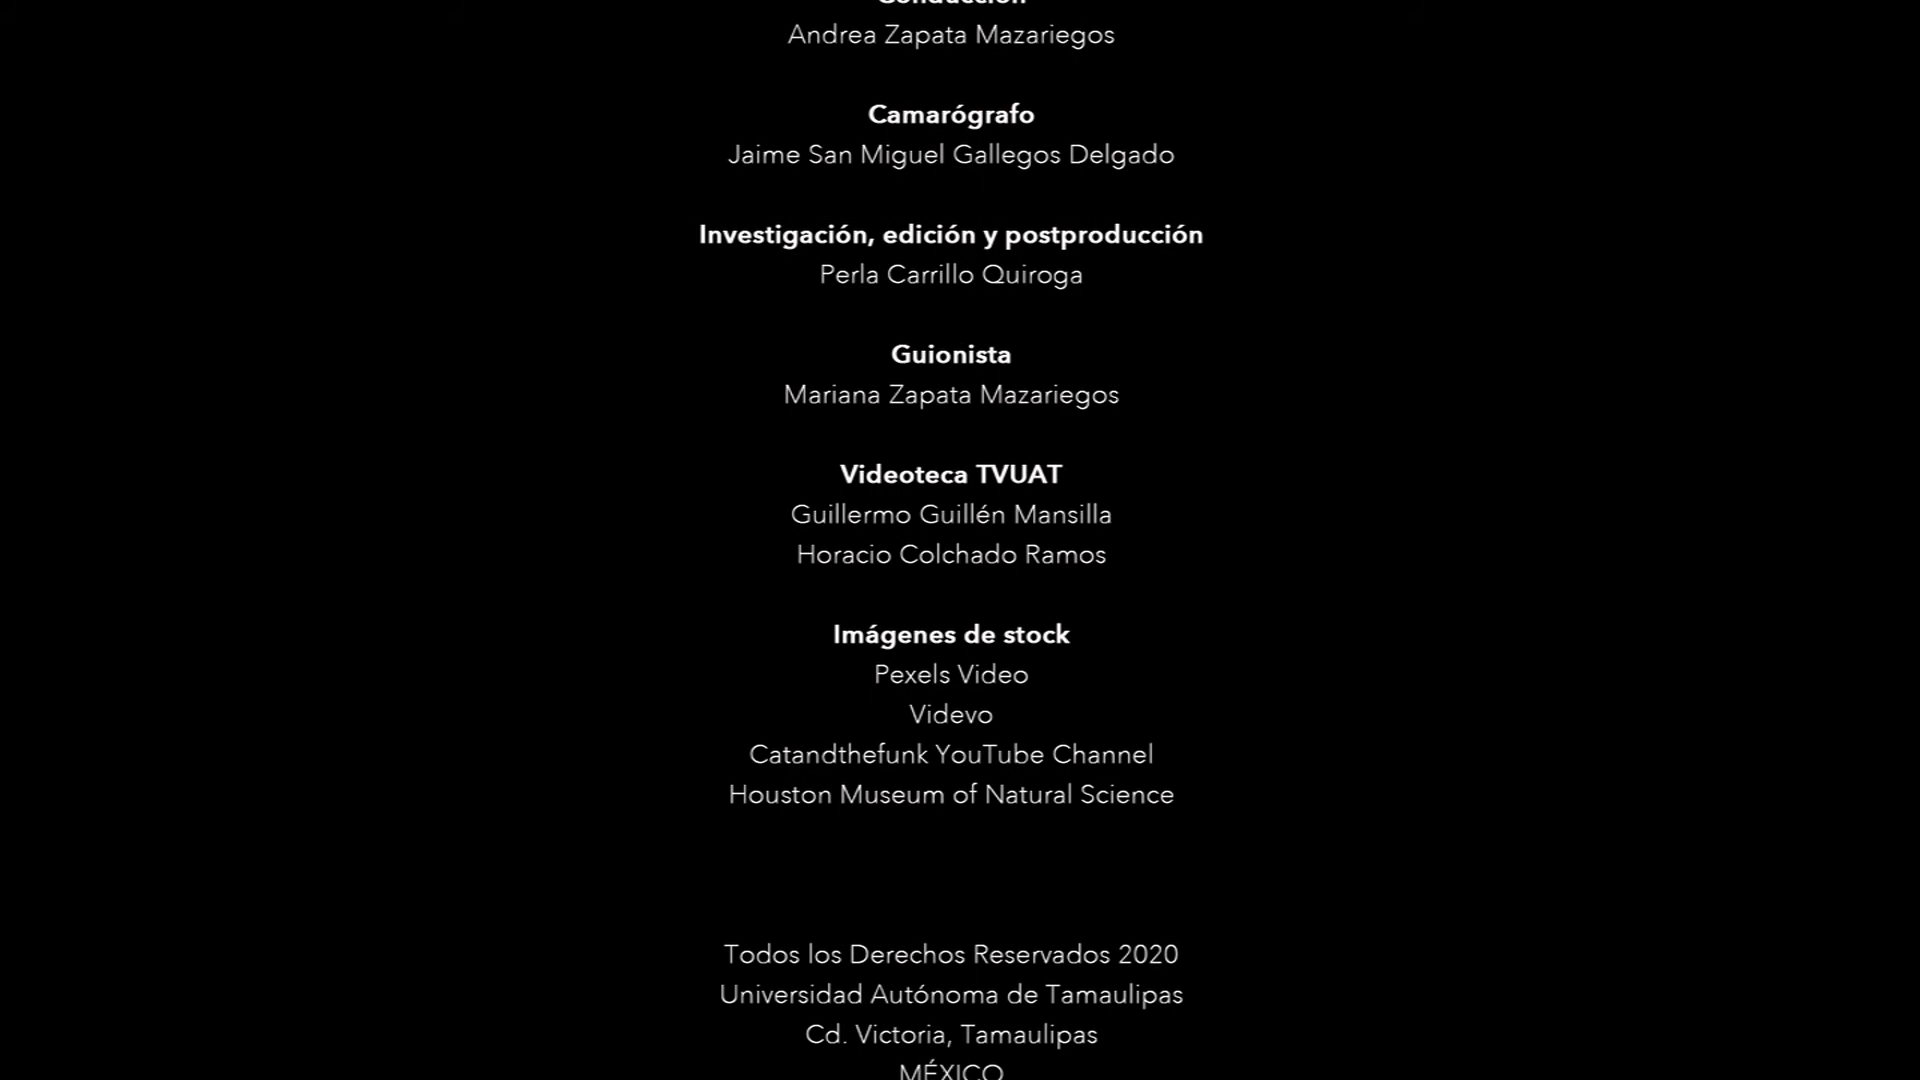 Conducción
Andrea Zapata Mazariegos
Camarógrafo
Jaime San Miguel Gallegos Delgado
Investigación, edición y postproducción
Perla Carrillo Quiroga
Guionista
Mariana Zapata Mazariegos
Videoteca TVUAT
Guillermo Guillén Mansilla
Horacio Colchado Ramos
Imágenes de stock
Pexels Video
Videvo
Catandthefunk YouTube Channel
Houston Museum of Natural Science
Todos los Derechos Reservados 2020
Universidad Autónoma de Tamaulipas
Cd. Victoria, Tamaulipas
MÉXICO